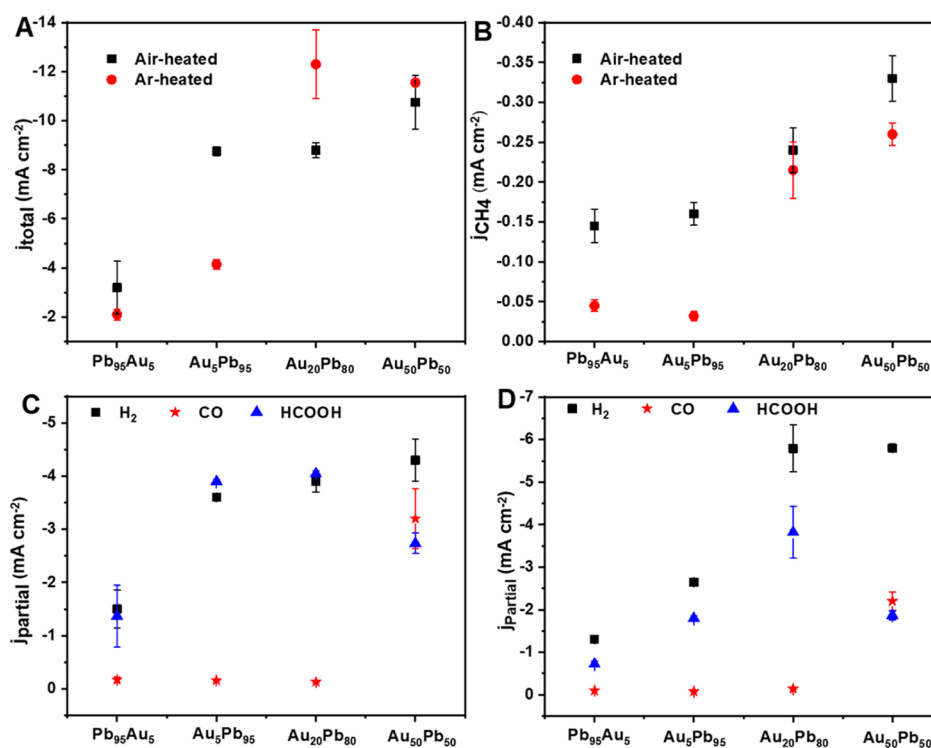 A
jtotal (mA cm-2)
-14
-12
-10
-8
-6
-4
-2
Air-heated
Ar-heated
Pb95Au5
Au5Pb95
Au20Pb80
Au50Pb50
B
jCH4 (mA cm-2)
-0.40
-0.35
-0.30
-0.25
-0.20
-0.15
-0.10
-0.05
0.00
Air-heated
Ar-heated
Pb95Au5
Au5Pb95
Au20Pb80
Au50Pb50
C
jpartial (mA cm-2)
H2 CO HCOOH
-5
-4
-3
-2
-1
0
Pb95Au5
Au5Pb95
Au20Pb80
Au50Pb50
D
jPartial (mA cm-2)
H2 CO HCOOH
-7
-6
-5
-4
-3
-2
-1
0
Pb95Au5
Au5Pb95
Au20Pb80
Au50Pb50